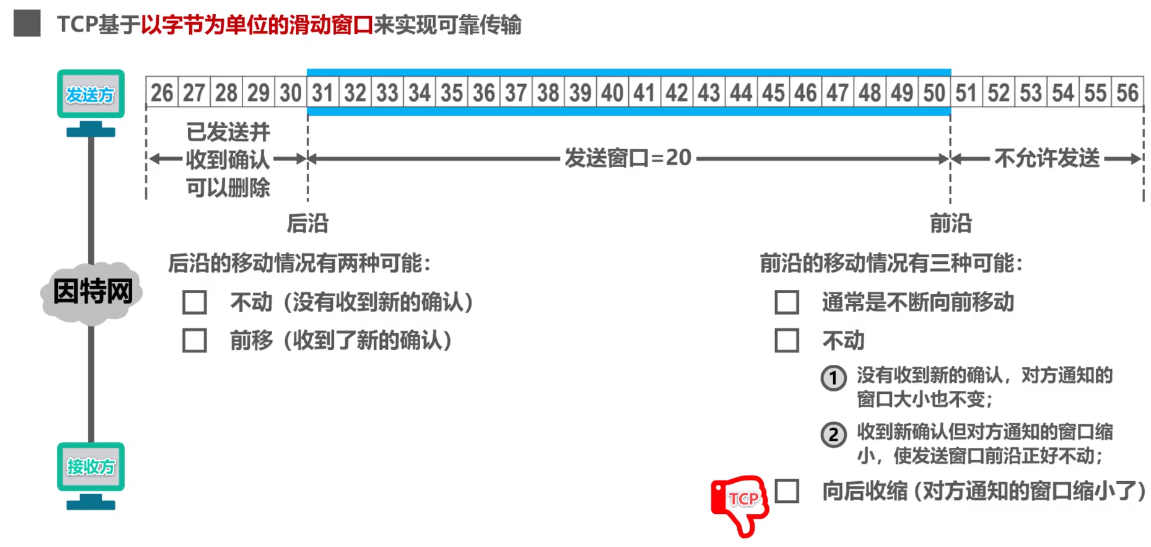 TCP基于以字节为单位的滑动窗口来实现可靠传输
发送方
26 27 28 29 30 31 32 33 34 35 36 37 38 39 40 41 42 43 44 45 46 47 48 49 50 51 52 53 54 55 56
已发送并
收到确认
可以删除
发送窗口=20
不允许发送
后沿
前沿
后沿的移动情况有两种可能：
不动（没有收到新的确认）
前移（收到了新的确认）
前沿的移动情况有三种可能：
通常是不断向前移动
不动
1 没有收到新的确认，对方通知的
窗口大小也不变；
2 收到新确认但对方通知的窗口缩
小，使发送窗口前沿正好不动；
TCP
向后收缩（对方通知的窗口缩小了）
因特网
接收方